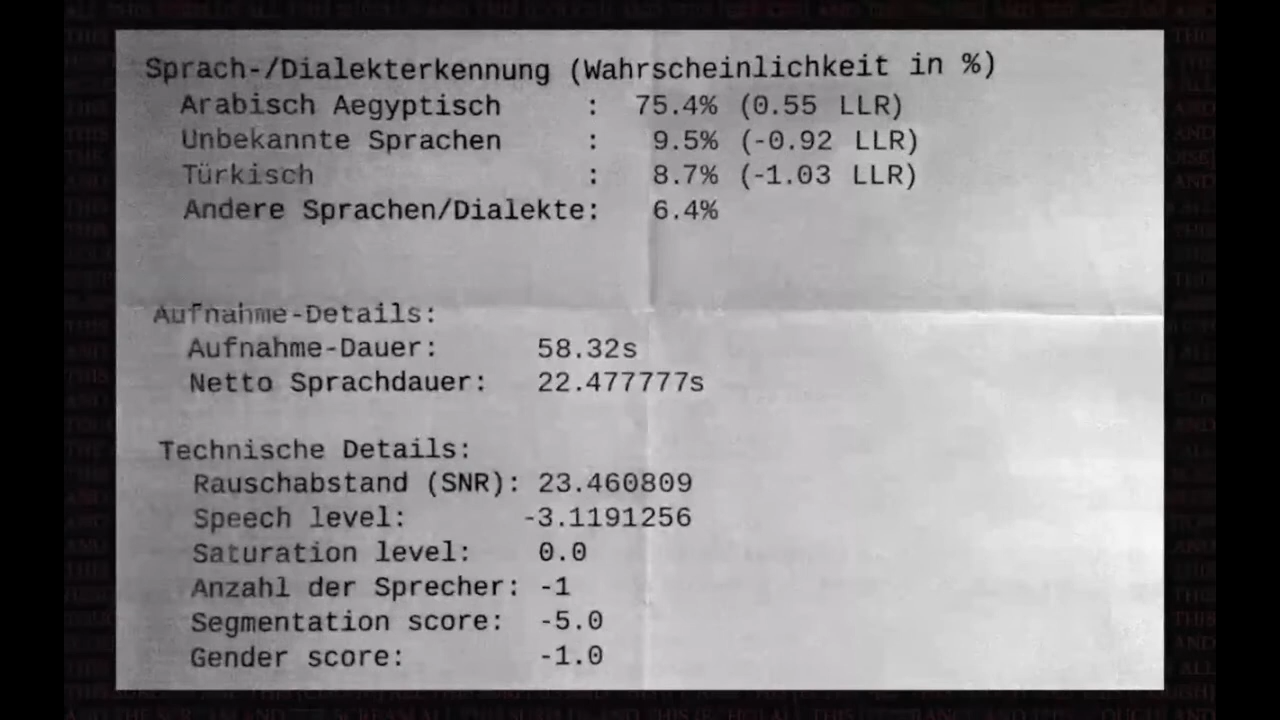 Sprach-/Dialekterkennung (Wahrscheinlichkeit in %)
Arabisch Aegyptisch : 75.4% (0.55 LLR)
Unbekannte Sprachen : 9.5% (-0.92 LLR)
Türkisch : 8.7% (-1.03 LLR)
Andere Sprachen/Dialekte: 6.4%
Aufnahme-Details:
Aufnahme-Dauer: 58.32s
Netto Sprachdauer: 22.477777s
Technische Details:
Rauschabstand (SNR): 23.460809
Speech level: -3.1191256
Saturation level: 0.0
Anzahl der Sprecher: -1
Segmentation score: -5.0
Gender score: -1.0